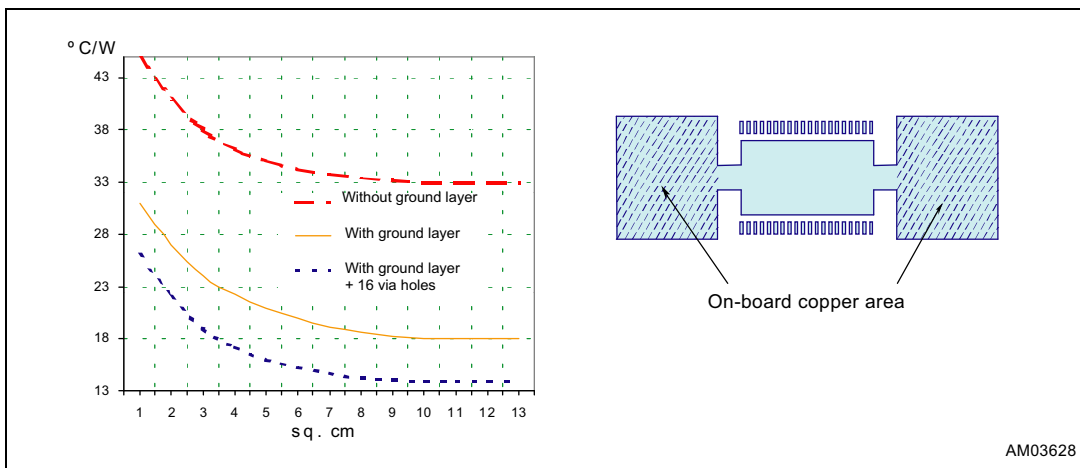 º C/W
43
38
33
28
23
18
13
Without ground layer
With ground layer
With ground layer
+ 16 via holes
1 2 3 4 5 6 7 8 9 10 11 12 13
sq. cm
On-board copper area
AM03628